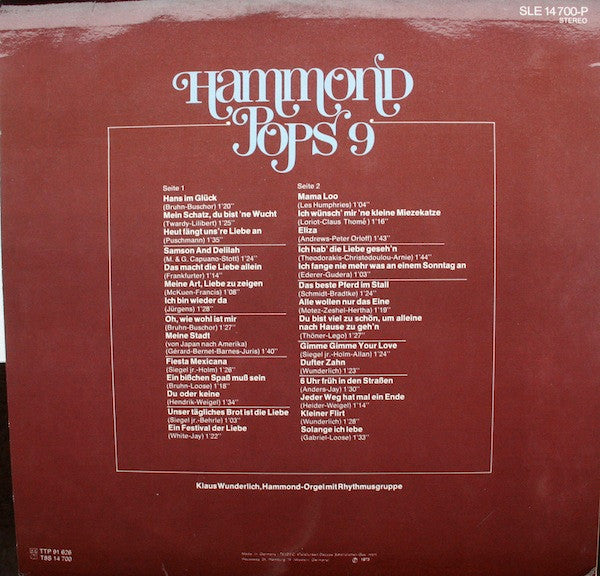 SLE 14 700-P
STEREO
Hammond
Pops 9
Seite 1
Hans im Glück
(Bruhn-Buschor) 1'20"
Mein Schatz, du bist 'ne Wucht
(Twardy-Lilibert) 1'25"
Heut fängt uns're Liebe an
(Puschmann) 1'35"
Samson And Delilah
(M. & G. Capuano-Stott) 1'24"
Das macht die Liebe allein
(Frankfurter) 1'14"
Meine Art, Liebe zu zeigen
(McKuen-Francis) 1'08"
Ich bin wieder da
(Jürgens) 1'28"
Oh, wie wohl ist mir
(Bruhn-Buschor) 1'27"
Meine Stadt
(von Japan nach Amerika)
(Gérard-Bernet-Barnes-Juris) 1'40"
Fiesta Mexicana
(Siegel jr.-Holm) 1'26"
Ein bißchen Spaß muß sein
(Bruhn-Loose) 1'18"
Du oder keine
(Hendrik-Weigel) 1'34"
Unser tägliches Brot ist die Liebe
(Siegel jr.-Behrle) 1'03"
Ein Festival der Liebe
(White-Jay) 1'22"
Seite 2
Mama Loo
(Les Humphries) 1'04"
Ich wünsch' mir 'ne kleine Miezekatze
(Loriot-Claus Thomé) 1'16"
Eliza
(Andrews-Peter Orloff) 1'43"
Ich hab' die Liebe geseh'n
(Theodorakis-Christodoulou-Arnie) 1'44"
Ich fange nie mehr was an einem Sonntag an
(Ederer-Gudera) 1'03"
Das beste Pferd im Stall
(Schmidt-Bradtke) 1'24"
Alle wollen nur das Eine
(Motez-Zeshel-Hertha) 1'19"
Du bist viel zu schön, um alleine
nach Hause zu geh'n
(Thöner-Lego) 1'27"
Gimme Gimme Your Love
(Siegel jr.-Holm-Allan) 1'24"
Dufter Zahn
(Wunderlich) 1'23"
6 Uhr früh in den Straßen
(Anders-Jay) 1'30"
Jeder Weg hat mal ein Ende
(Heider-Weigel) 1'14"
Kleiner Flirt
(Wunderlich) 1'28"
Solange ich lebe
(Gabriel-Loose) 1'33"
Klaus Wunderlich, Hammond-Orgel mit Rhythmusgruppe
TTP 91 626
TSS 14 700
Made in Germany
1973